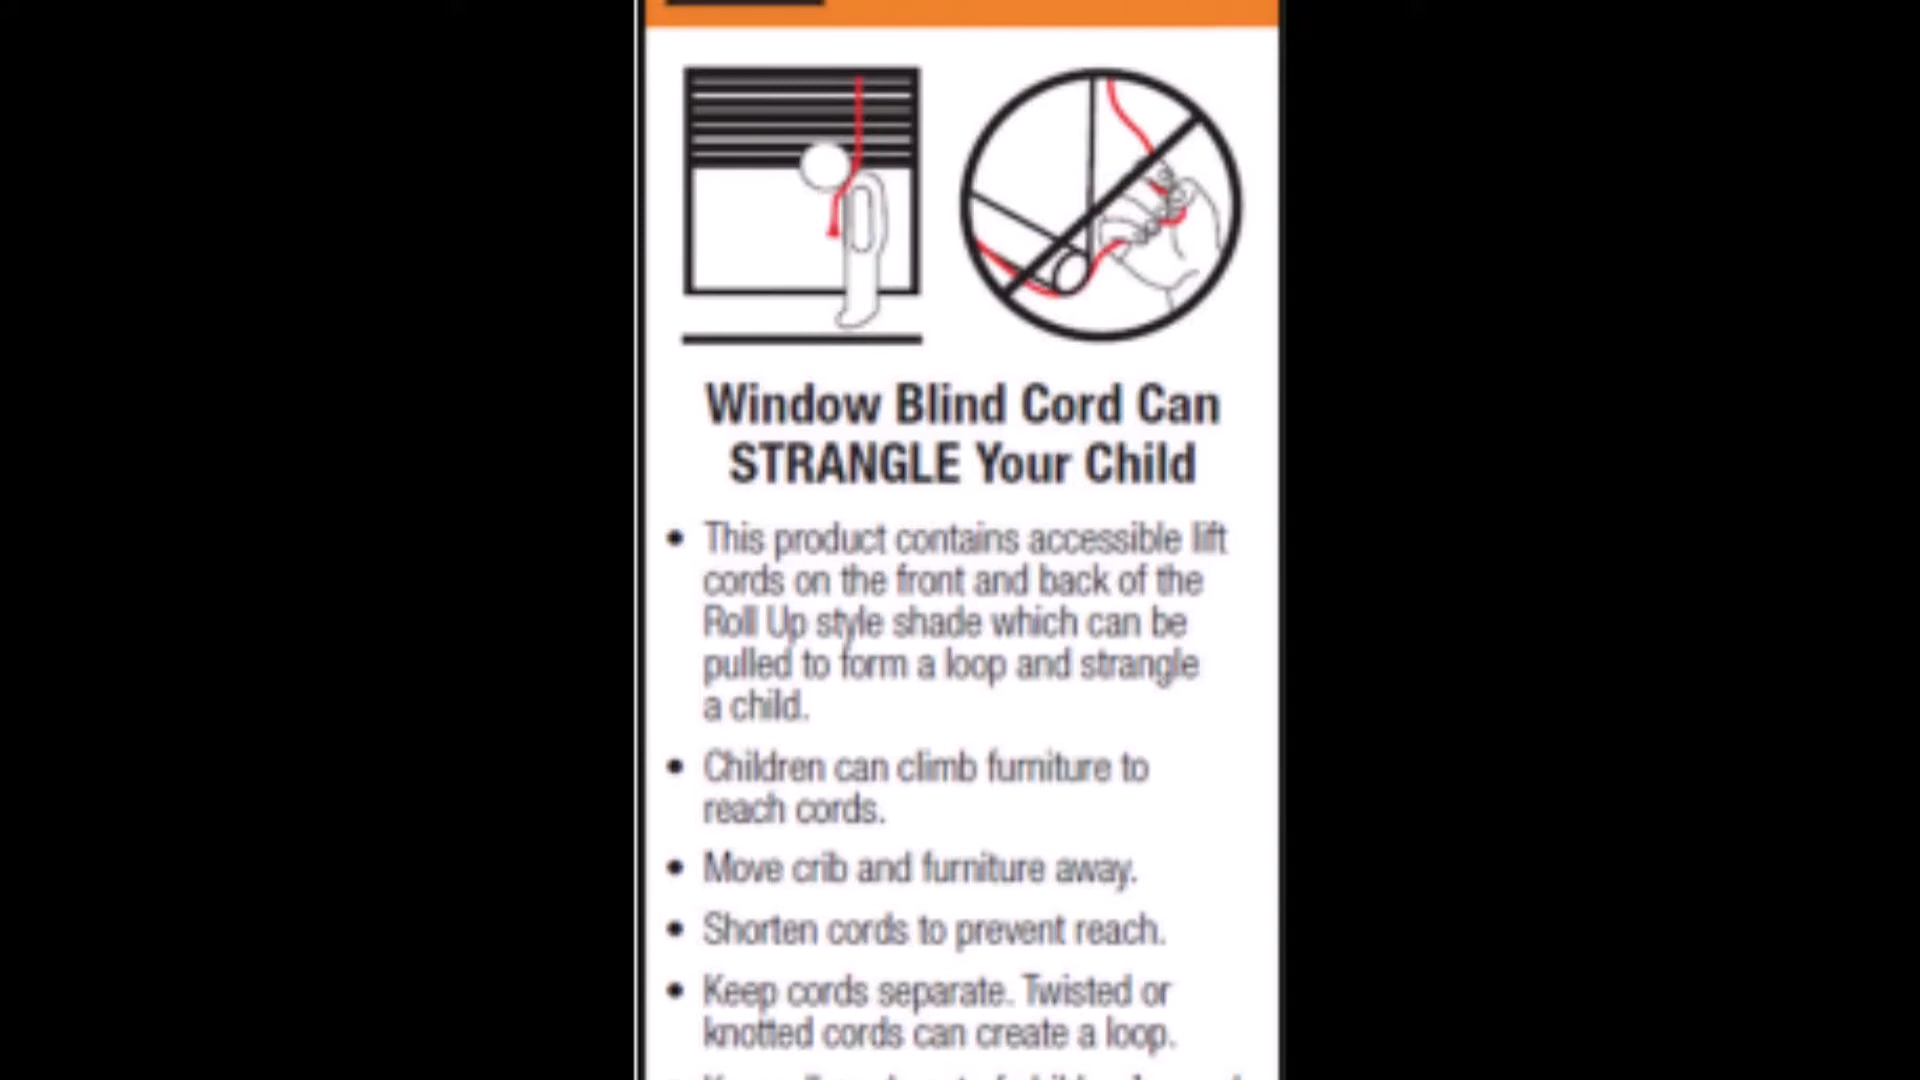 Window Blind Cord Can
STRANGLE Your Child
• This product contains accessible lift
cords on the front and back of the
Roll Up style shade which can be
pulled to form a loop and strangle
a child.
• Children can climb furniture to
reach cords.
• Move crib and furniture away.
• Shorten cords to prevent reach.
• Keep cords separate. Twisted or
knotted cords can create a loop.